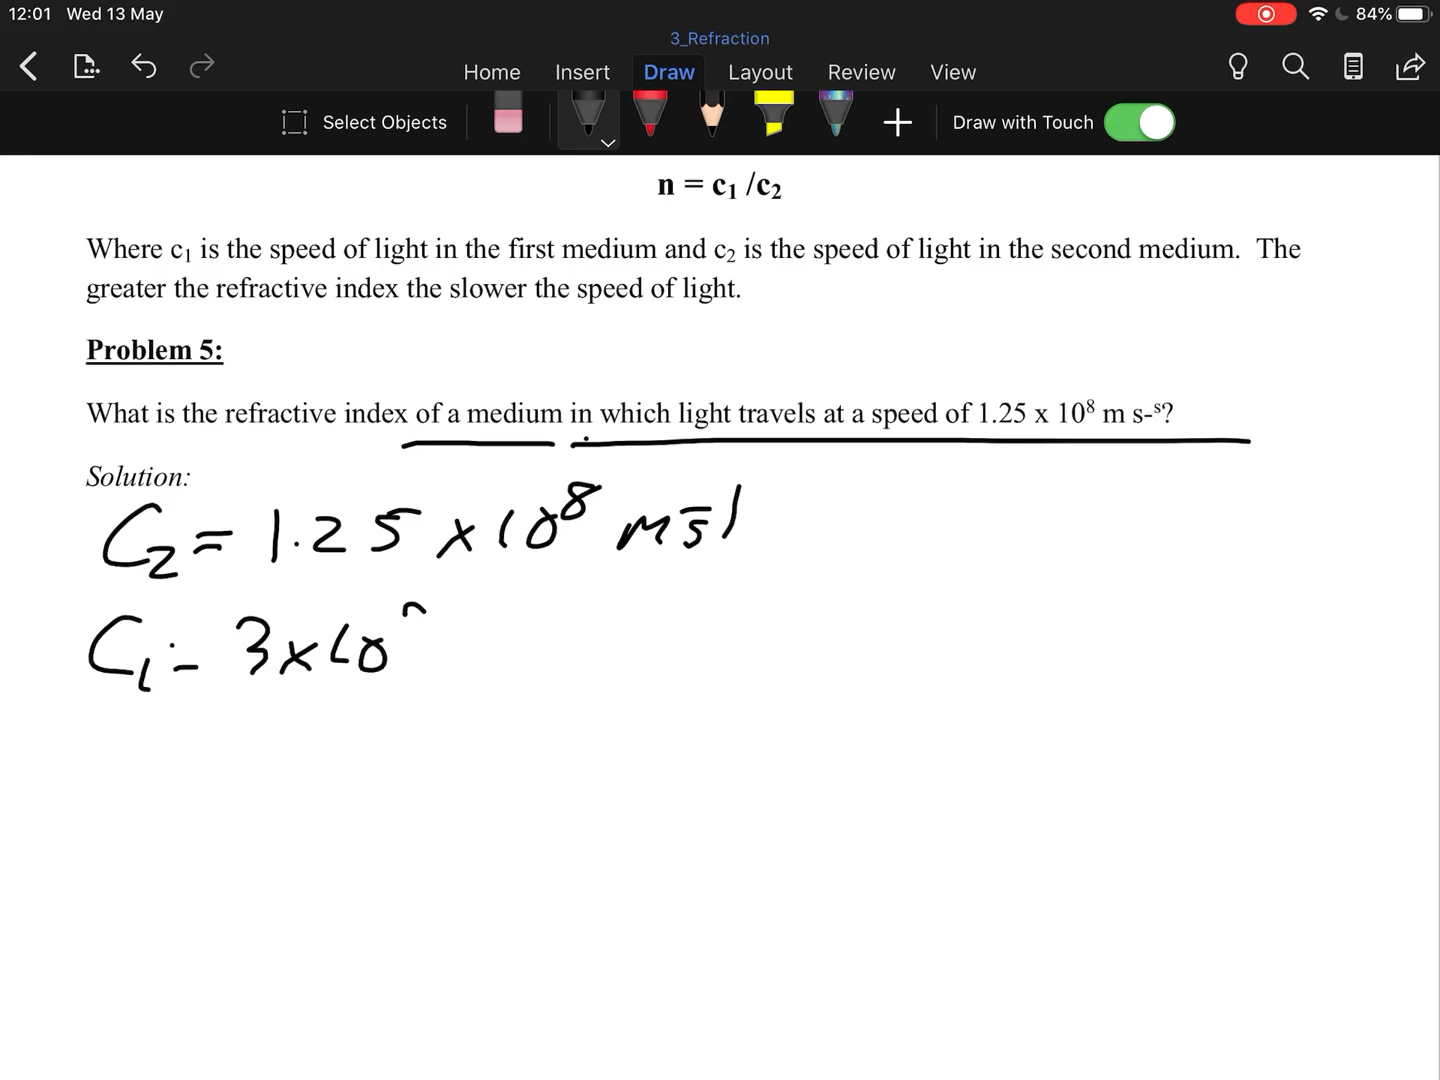 12:01 Wed 13 May 84%
3_Refraction
Home Insert Draw Layout Review View
Select Objects Draw with Touch
n = c₁ /c₂
Where c₁ is the speed of light in the first medium and c₂ is the speed of light in the second medium. The
greater the refractive index the slower the speed of light.
Problem 5:
What is the refractive index of a medium in which light travels at a speed of 1.25 x 10⁸ m s-ˢ?
Solution:
C₂ = 1.25 x 10⁸ ms⁻1
C₁ = 3 x 10